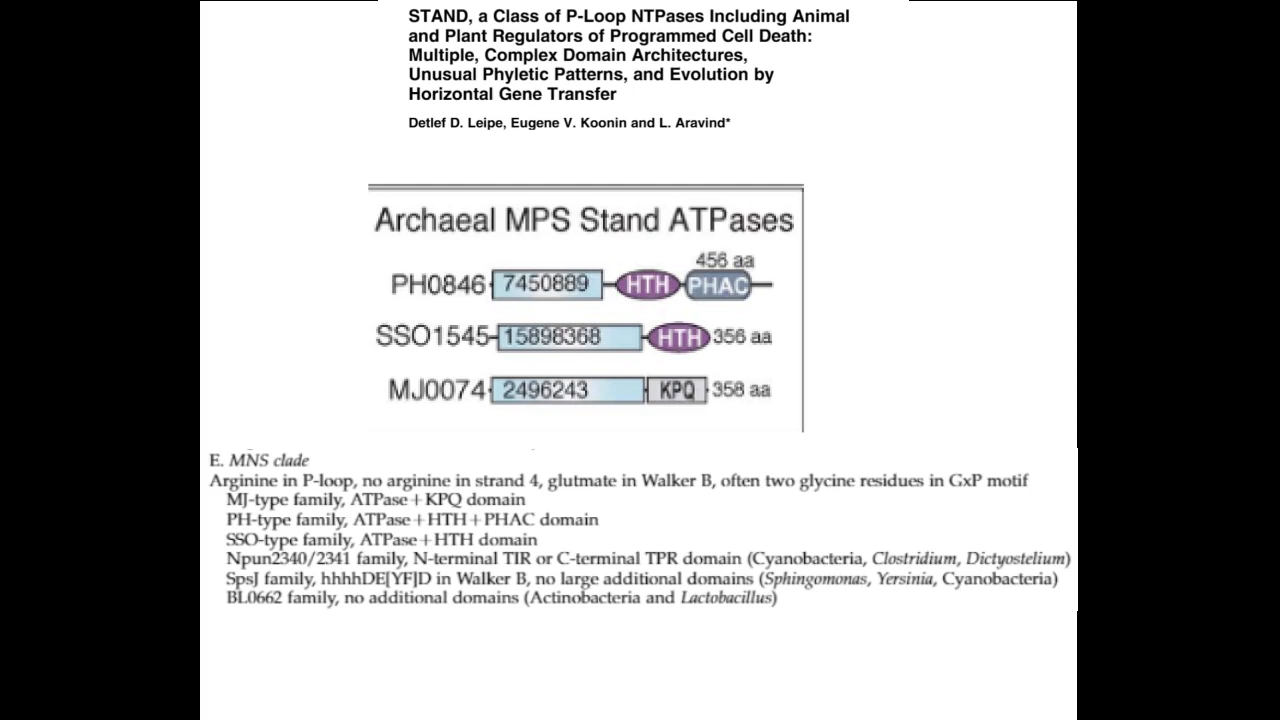 STAND, a Class of P-Loop NTPases Including Animal
and Plant Regulators of Programmed Cell Death:
Multiple, Complex Domain Architectures,
Unusual Phyletic Patterns, and Evolution by
Horizontal Gene Transfer
Detlef D. Leipe, Eugene V. Koonin and L. Aravind*
Archaeal MPS Stand ATPases
456 aa
PH0846 7450889 HTH PHAC
SSO1545 15898368 HTH 356 aa
MJ0074 2496243 KPQ 358 aa
E. MNS clade
Arginine in P-loop, no arginine in strand 4, glutmate in Walker B, often two glycine residues in GxP motif
MJ-type family, ATPase+KPQ domain
PH-type family, ATPase+HTH+PHAC domain
SSO-type family, ATPase+HTH domain
Npun2340/2341 family, N-terminal TIR or C-terminal TPR domain (Cyanobacteria, Clostridium, Dictyostelium)
SpsJ family, hhhhDE[YF]D in Walker B, no large additional domains (Sphingomonas, Yersinia, Cyanobacteria)
BL0662 family, no additional domains (Actinobacteria and Lactobacillus)